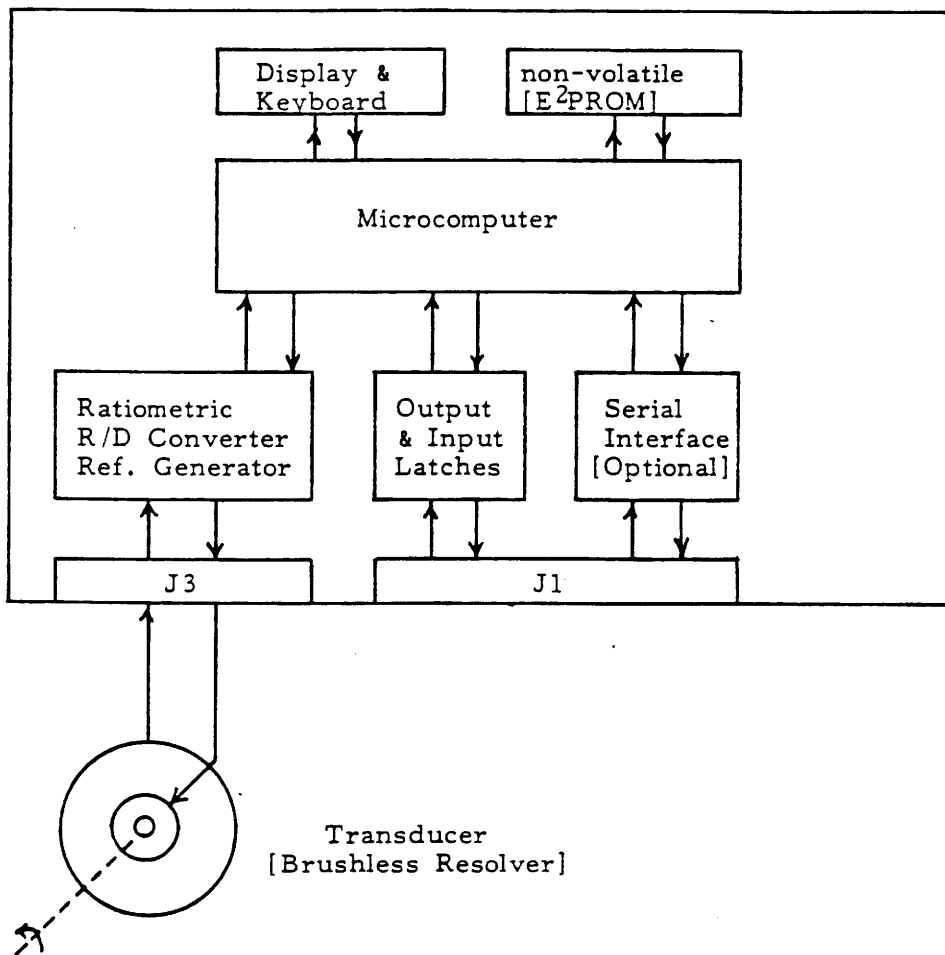 Display &
Keyboard
non-volatile
[E²PROM]
Microcomputer
Ratiometric
R/D Converter
Ref. Generator
Output
& Input
Latches
Serial
Interface
[Optional]
J3
J1
Transducer
[Brushless Resolver]